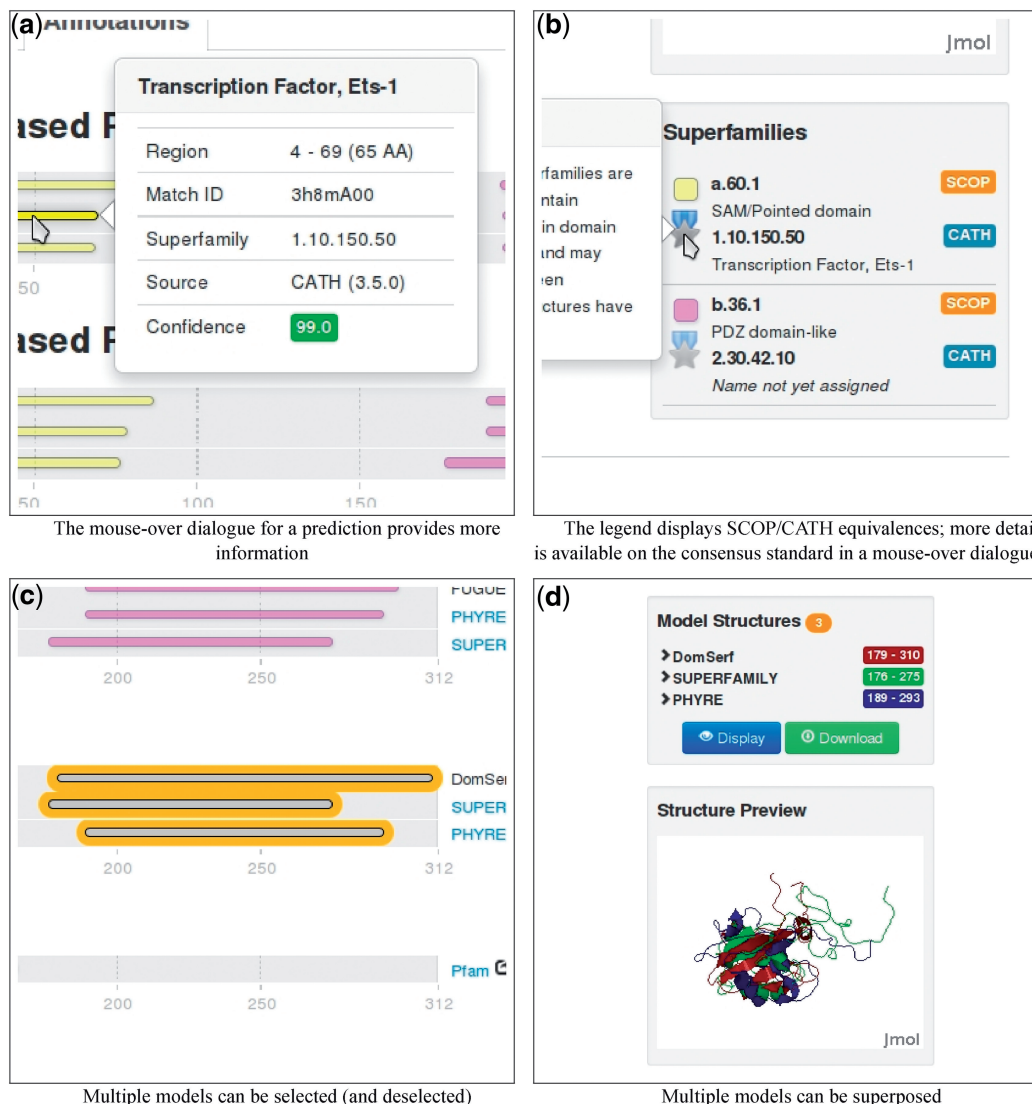 (a)
Annotations
Transcription Factor, Ets-1
ased P
Region 4 - 69 (65 AA)
Match ID 3h8mA00
Superfamily 1.10.150.50
Source CATH (3.5.0)
Confidence 99.0
50
ased P
50 100 150
The mouse-over dialogue for a prediction provides more
information
(b)
Jmol
Superfamilies
families are
ntain
in domain
and may
een
ctures have
a.60.1 SCOP
SAM/Pointed domain
1.10.150.50 CATH
Transcription Factor, Ets-1
b.36.1 SCOP
PDZ domain-like
2.30.42.10 CATH
Name not yet assigned
The legend displays SCOP/CATH equivalences; more detai
is available on the consensus standard in a mouse-over dialogue
(c)
FUGUE
PHYRE
SUPER
200 250 312
DomSer
SUPER
PHYRE
200 250 312
Pfam
200 250 312
Multiple models can be selected (and deselected)
(d)
Model Structures 3
DomSerf 179 - 310
SUPERFAMILY 176 - 275
PHYRE 189 - 293
Display Download
Structure Preview
Jmol
Multiple models can be superposed